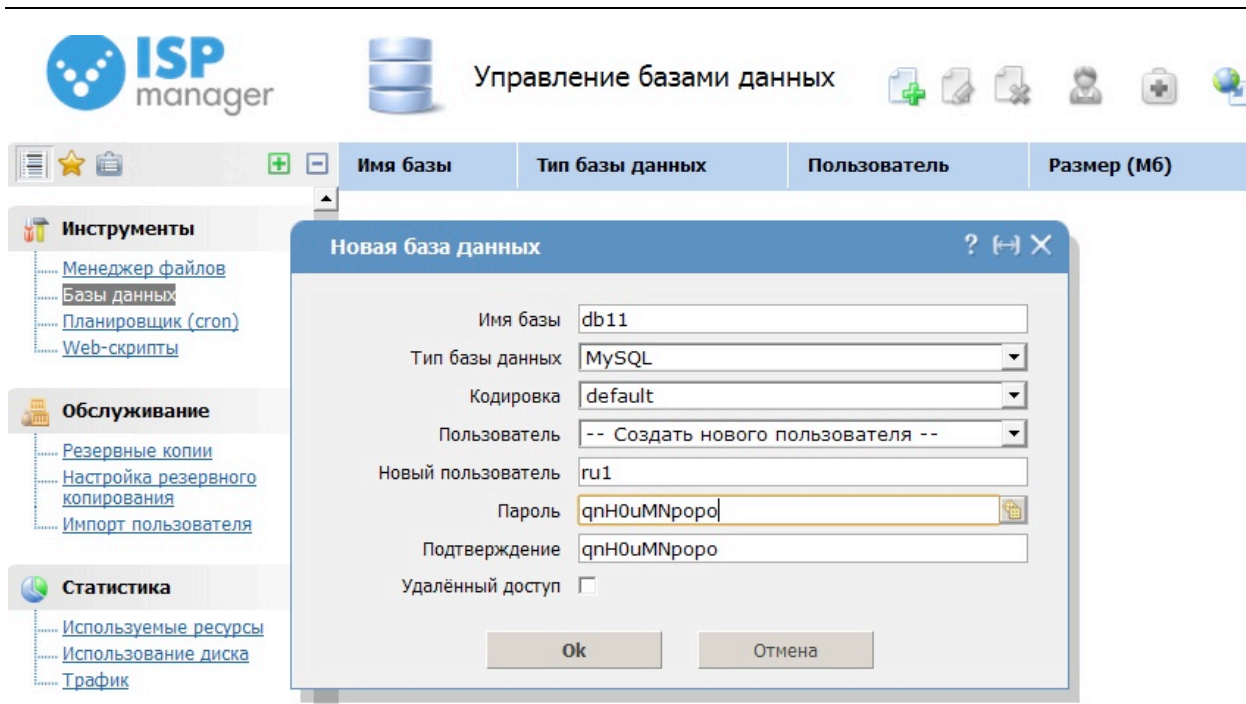 ISP
manager
Управление базами данных
Имя базы Тип базы данных Пользователь Размер (Мб)
Инструменты
Менеджер файлов
Базы данных
Планировщик (cron)
Web-скрипты
Обслуживание
Резервные копии
Настройка резервного
копирования
Импорт пользователя
Статистика
Используемые ресурсы
Использование диска
Трафик
Новая база данных
Имя базы db11
Тип базы данных MySQL
Кодировка default
Пользователь -- Создать нового пользователя --
Новый пользователь ru1
Пароль qnH0uMNpopo
Подтверждение qnH0uMNpopo
Удалённый доступ
Ok Отмена